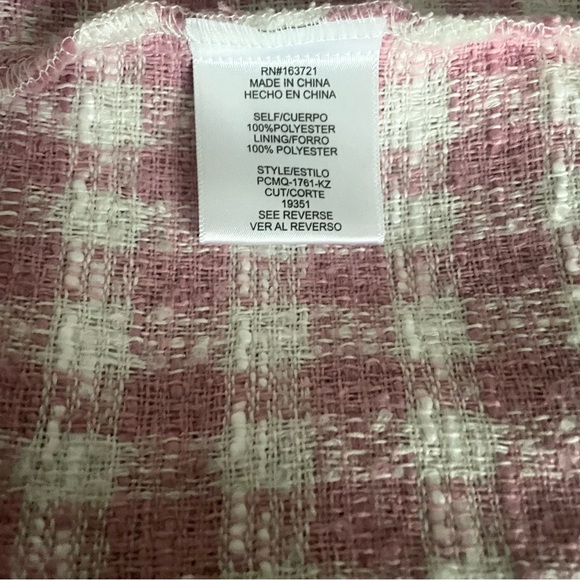 RN#163721
MADE IN CHINA
HECHO EN CHINA
SELF/CUERPO
100%POLYESTER
LINING/FORRO
100% POLYESTER
STYLE/ESTILO
PCMQ-1761-KZ
CUT/CORTE
19351
SEE REVERSE
VER AL REVERSO